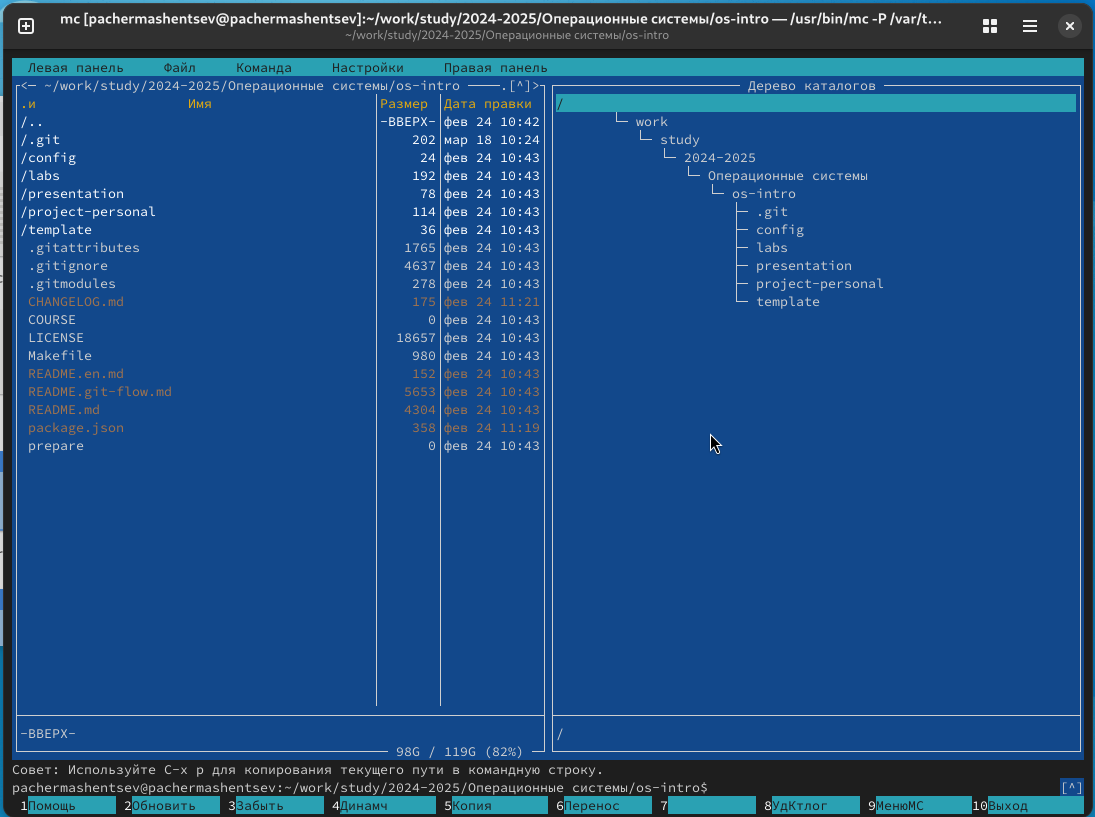 mc [pachermashentsev@pachermashentsev]:~/work/study/2024-2025/Операционные системы/os-intro — /usr/bin/mc -P /var/t…
~/work/study/2024-2025/Операционные системы/os-intro
Левая панель Файл Команда Настройки Правая панель
<— ~/work/study/2024-2025/Операционные системы/os-intro ——.[^]>
.и Имя Размер Дата правки
/.. -ВВЕРХ- фев 24 10:42
/.git 202 мар 18 10:24
/config 24 фев 24 10:43
/labs 192 фев 24 10:43
/presentation 78 фев 24 10:43
/project-personal 114 фев 24 10:43
/template 36 фев 24 10:43
.gitattributes 1765 фев 24 10:43
.gitignore 4637 фев 24 10:43
.gitmodules 278 фев 24 10:43
CHANGELOG.md 175 фев 24 11:21
COURSE 0 фев 24 10:43
LICENSE 18657 фев 24 10:43
Makefile 980 фев 24 10:43
README.en.md 152 фев 24 10:43
README.git-flow.md 5653 фев 24 10:43
README.md 4304 фев 24 10:43
package.json 358 фев 24 11:19
prepare 0 фев 24 10:43
-ВВЕРХ-
98G / 119G (82%)
Дерево каталогов
/
work
study
2024-2025
Операционные системы
os-intro
.git
config
labs
presentation
project-personal
template
/
Совет: Используйте C-x p для копирования текущего пути в командную строку.
pachermashentsev@pachermashentsev:~/work/study/2024-2025/Операционные системы/os-intro$ [^]
1Помощь 2Обновить 3Забыть 4Динамч 5Копия 6Перенос 7 8УдКтлог 9МенюMC 10Выход